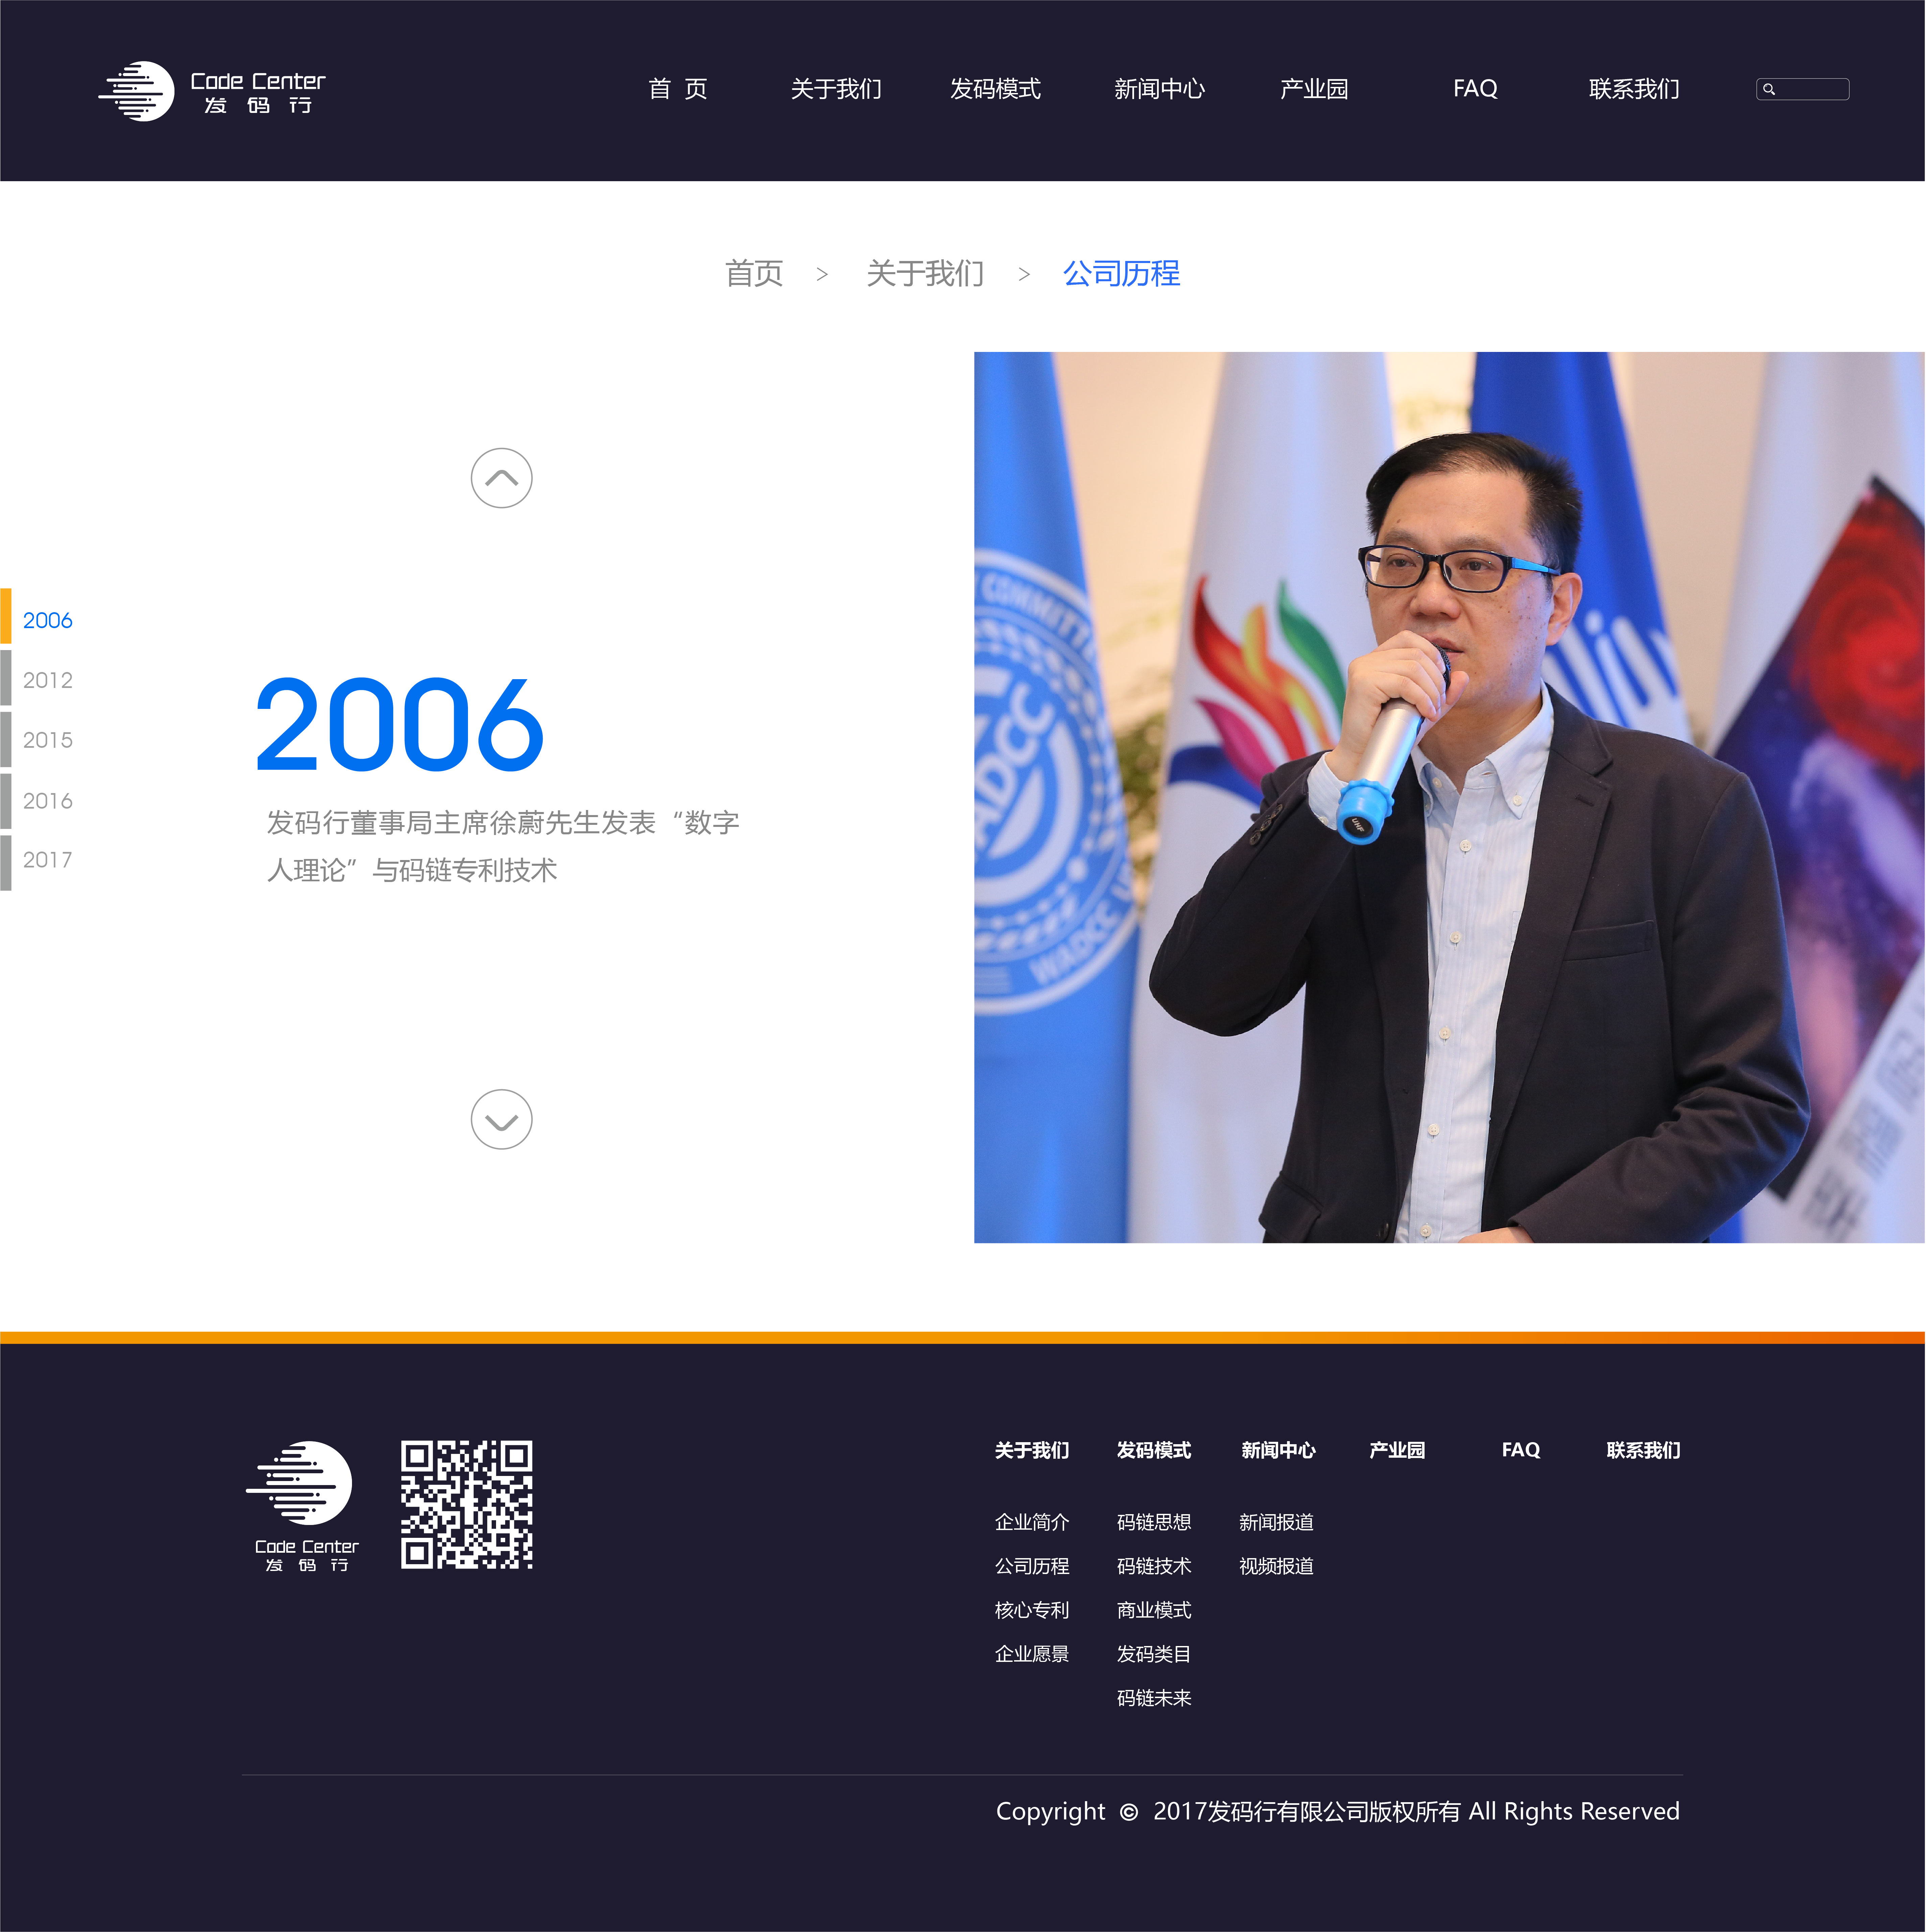 Code Center
发码行
首 页 关于我们 发码模式 新闻中心 产业园 FAQ 联系我们
首页 > 关于我们 > 公司历程
2006
2012
2015
2016
2017
2006
发码行董事局主席徐蔚先生发表“数字
人理论”与码链专利技术
COMMITTE
WADCC
UHF
Code Center
发码行
关于我们 发码模式 新闻中心 产业园 FAQ 联系我们
企业简介 码链思想 新闻报道
公司历程 码链技术 视频报道
核心专利 商业模式
企业愿景 发码类目
码链未来
Copyright © 2017发码行有限公司版权所有 All Rights Reserved